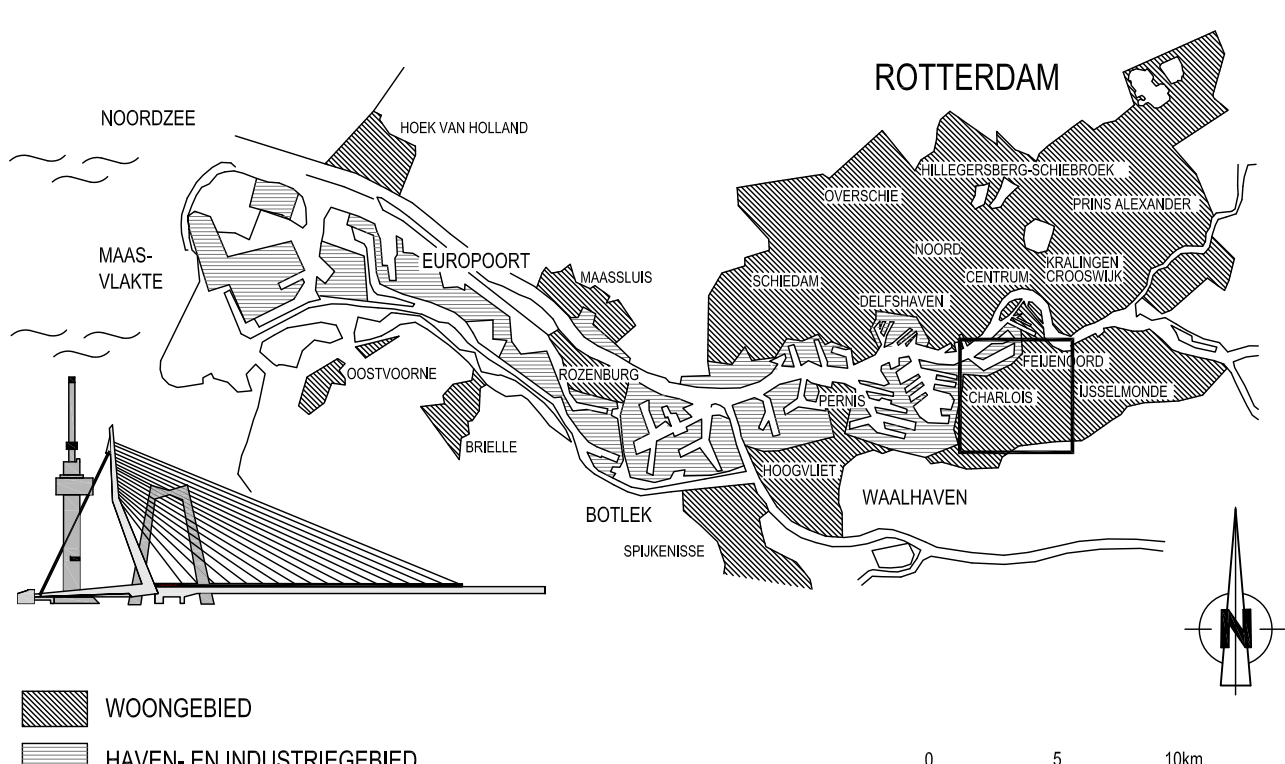 ROTTERDAM
NOORDZEE
HOEK VAN HOLLAND
HILLEGERSBERG-SCHIEBROEK
OVERSCHIE
PRINS ALEXANDER
MAAS-
VLAKTE
EUROPOORT
NOORD
KRALINGEN
CROOSWIJK
MAASSLUIS
SCHIEDAM
CENTRUM
DELFSHAVEN
FEIJENOORD
OOSTVOORNE
ROZENBURG
PERNIS
CHARLOIS
IJSSELMONDE
BRIELLE
HOOGVLIET
WAALHAVEN
BOTLEK
SPIJKENISSE
N
WOONGEBIED
HAVEN- EN INDUSTRIEGEBIED
0 5 10km